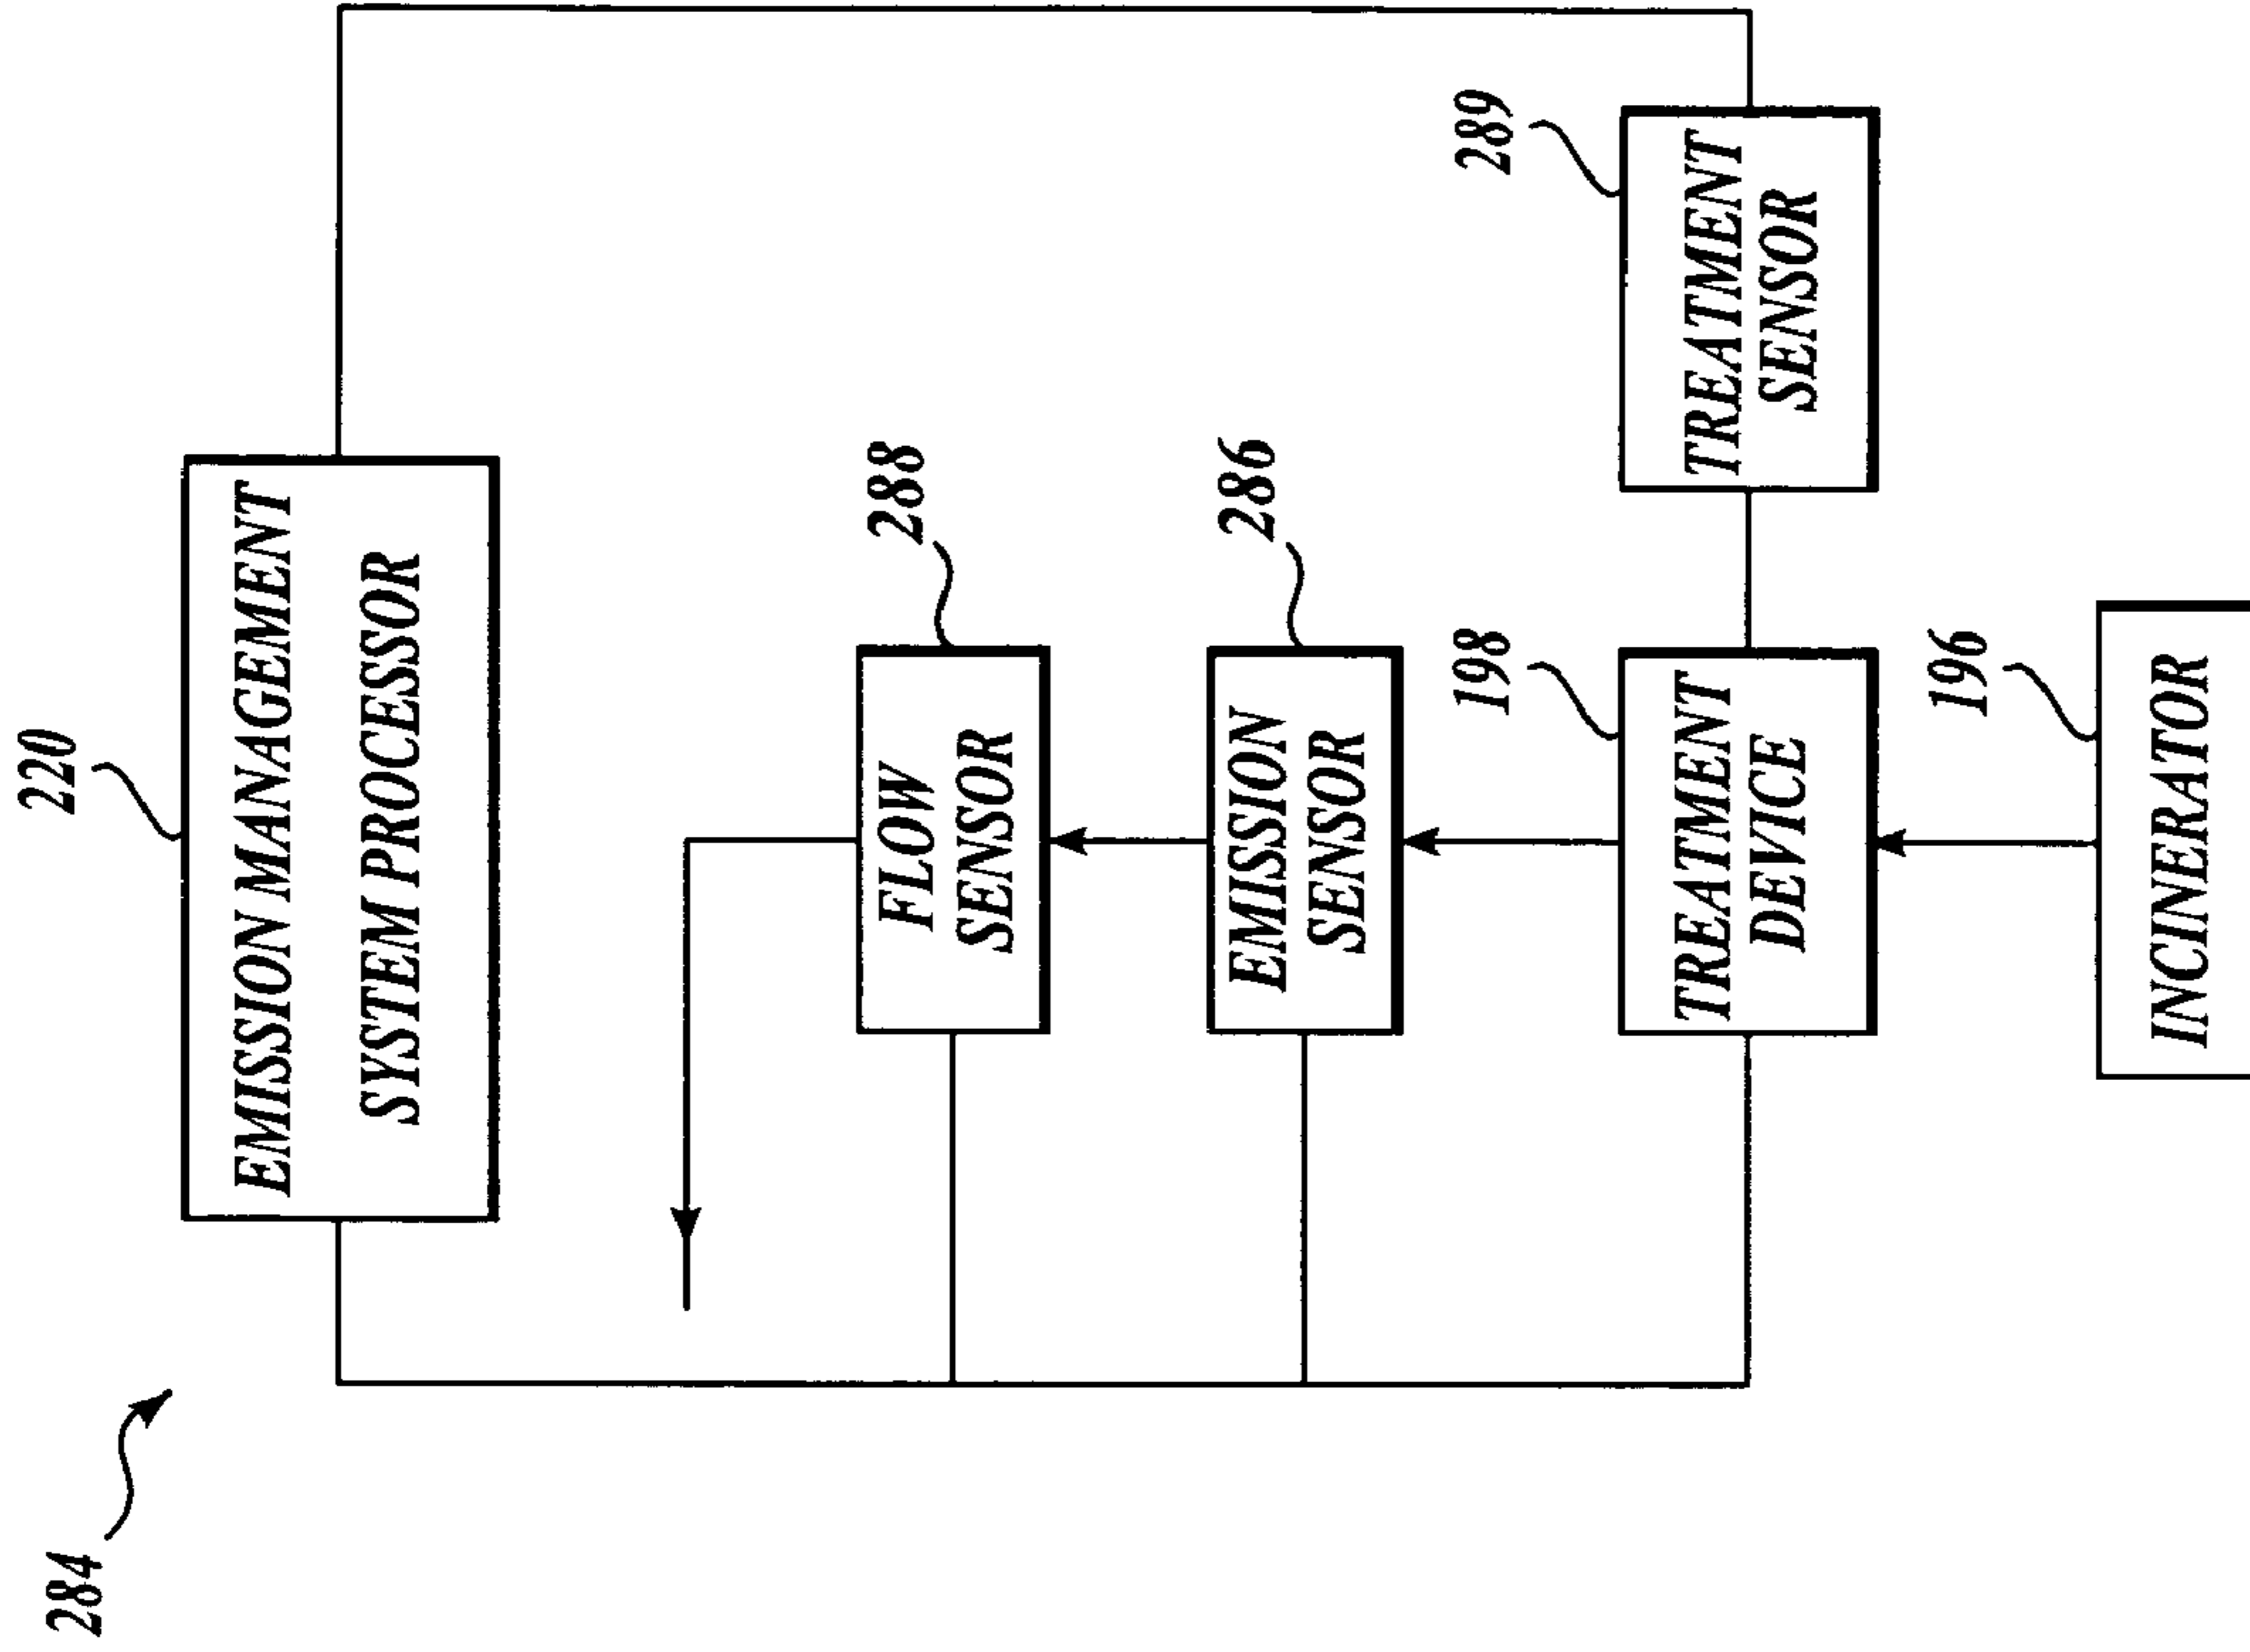 284
220
EMISSION MANAGEMENT
SYSTEM PROCESSOR
288
FLOW
SENSOR
286
EMISSION
SENSOR
198
TREATMENT
DEVICE
289
TREATMENT
SENSOR
196
INCINERATOR